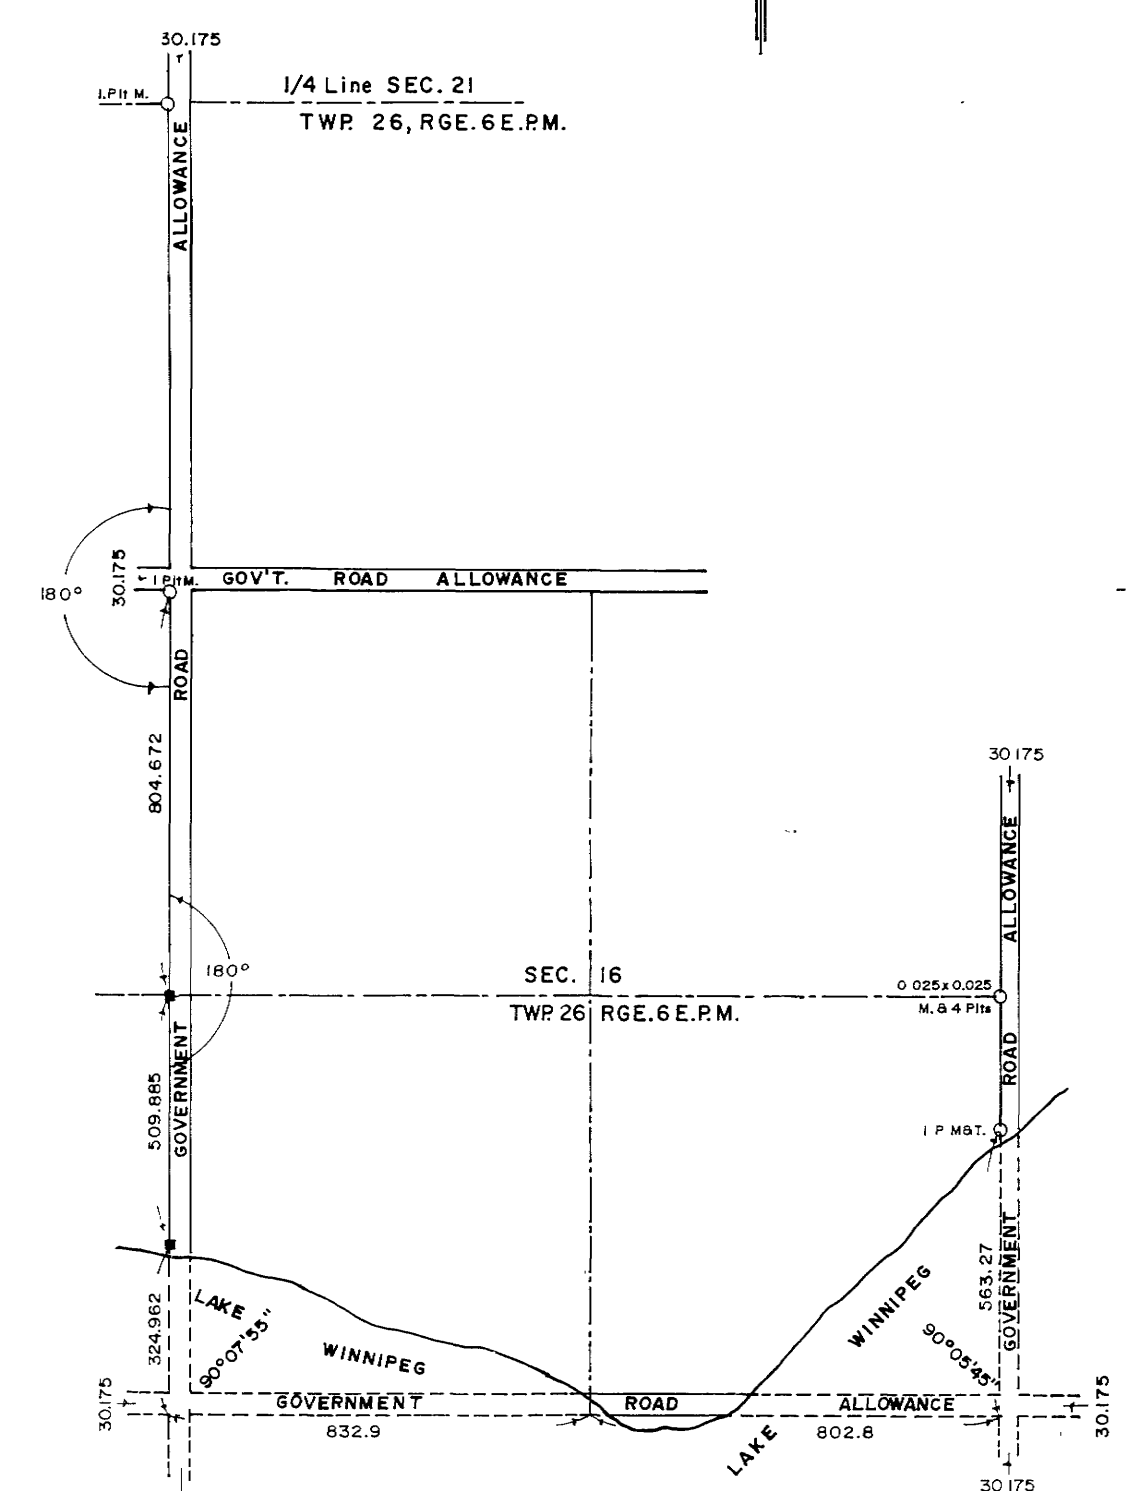 30.175
1/4 Line SEC. 21
I.Plt M.
TWP. 26, RGE. 6 E.P.M.
ALLOWANCE
30.175
I Plt M.
GOV'T. ROAD ALLOWANCE
180°
ROAD
804.672
30 175
ALLOWANCE
180°
SEC. 16
0 025 x 0.025
TWP. 26 RGE. 6 E.P.M.
M. & 4 Plts
GOVERNMENT
ROAD
509.885
I P M&T.
GOVERNMENT
563.27
LAKE
WINNIPEG
324.962
90°07'55"
WINNIPEG
90°05'45"
30.175
GOVERNMENT ROAD ALLOWANCE
30.175
832.9
802.8
LAKE
30 175